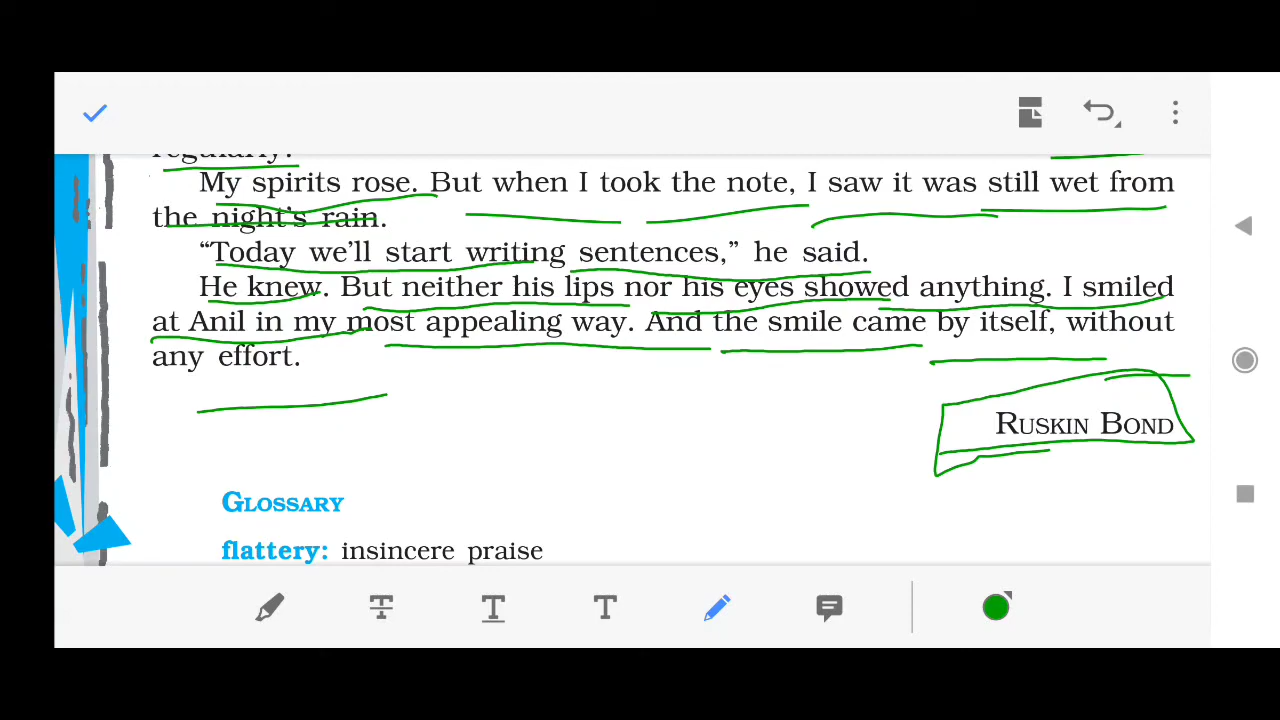 regularly.
My spirits rose. But when I took the note, I saw it was still wet from
the night's rain.
“Today we'll start writing sentences,” he said.
He knew. But neither his lips nor his eyes showed anything. I smiled
at Anil in my most appealing way. And the smile came by itself, without
any effort.
RUSKIN BOND
GLOSSARY
flattery: insincere praise
T T T